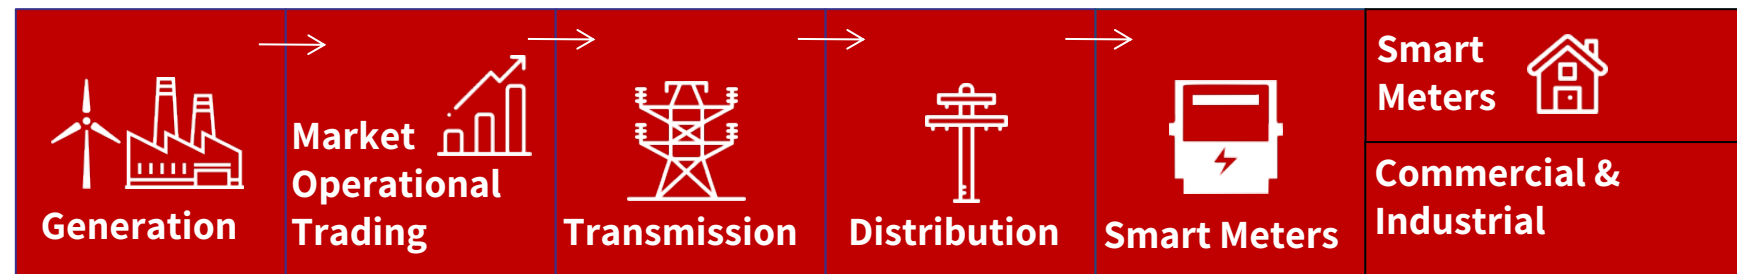 Generation
Market
Operational
Trading
Transmission
Distribution
Smart Meters
Smart
Meters
Commercial &
Industrial